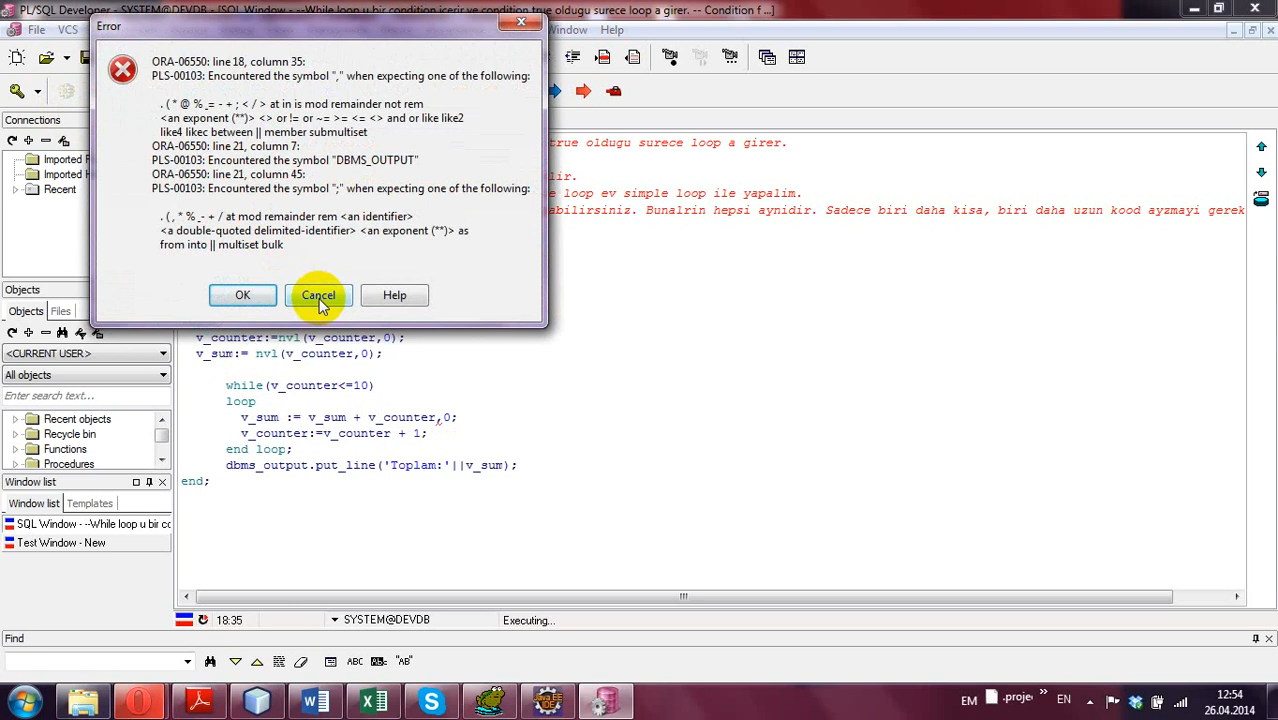 PL/SQL Developer - SYSTEM@DEVDB - [SQL Window - --While loop u bir condition icerir ve condition true oldugu surece loop a girer. -- Condition f ...]
File VCS Window Help
Error
ORA-06550: line 18, column 35:
PLS-00103: Encountered the symbol "," when expecting one of the following:
. ( * @ % _= - + ; < / > at in is mod remainder not rem
<an exponent (**)> <> or != or ~= >= <= <> and or like like2
like4 likec between || member submultiset
ORA-06550: line 21, column 7:
PLS-00103: Encountered the symbol "DBMS_OUTPUT"
ORA-06550: line 21, column 45:
PLS-00103: Encountered the symbol ";" when expecting one of the following:
. ( , * % _- + / at mod remainder rem <an identifier>
<a double-quoted delimited-identifier> <an exponent (**)> as
from into || multiset bulk
OK Cancel Help
Connections
Imported
Imported
Recent
true oldugu surece loop a girer.
ilir.
e loop ev simple loop ile yapalim.
abilirsiniz. Bunalrin hepsi aynidir. Sadece biri daha kisa, biri daha uzun kood ayzmayi gerek
Objects
Objects Files
<CURRENT USER>
All objects
Enter search text...
Recent objects
Recycle bin
Functions
Procedures
v_counter:=nvl(v_counter,0);
v_sum:= nvl(v_counter,0);
while(v_counter<=10)
loop
v_sum := v_sum + v_counter,0;
v_counter:=v_counter + 1;
end loop;
dbms_output.put_line('Toplam:'||v_sum);
end;
Window list
Window list Templates
SQL Window - --While loop u bir co
Test Window - New
18:35 SYSTEM@DEVDB Executing...
Find
ABC "AB"
EM .projec EN
12:54
26.04.2014